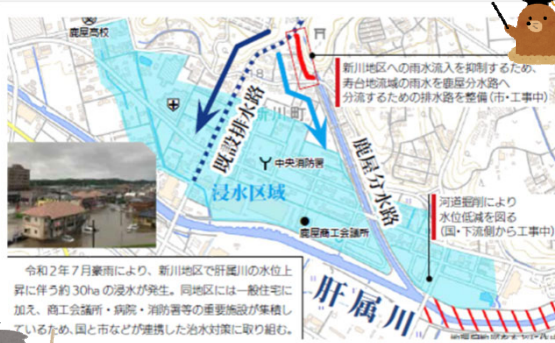 鹿屋高校
新川地区への雨水流入を抑制するため、
寿台地流域の雨水を鹿屋分水路へ
分流するための排水路を整備(市・工事中)
既設排水路
新川町
中央消防署
鹿屋分水路
浸水区域
鹿屋商工会議所
河道掘削により
水位低減を図る
(国・下流側から工事中)
肝属川
令和2年7月豪雨により、新川地区で肝属川の水位上
昇に伴う約30haの浸水が発生。同地区には一般住宅に
加え、商工会議所・病院・消防署等の重要施設が集積し
ているため、国と市などが連携した治水対策に取り組む。